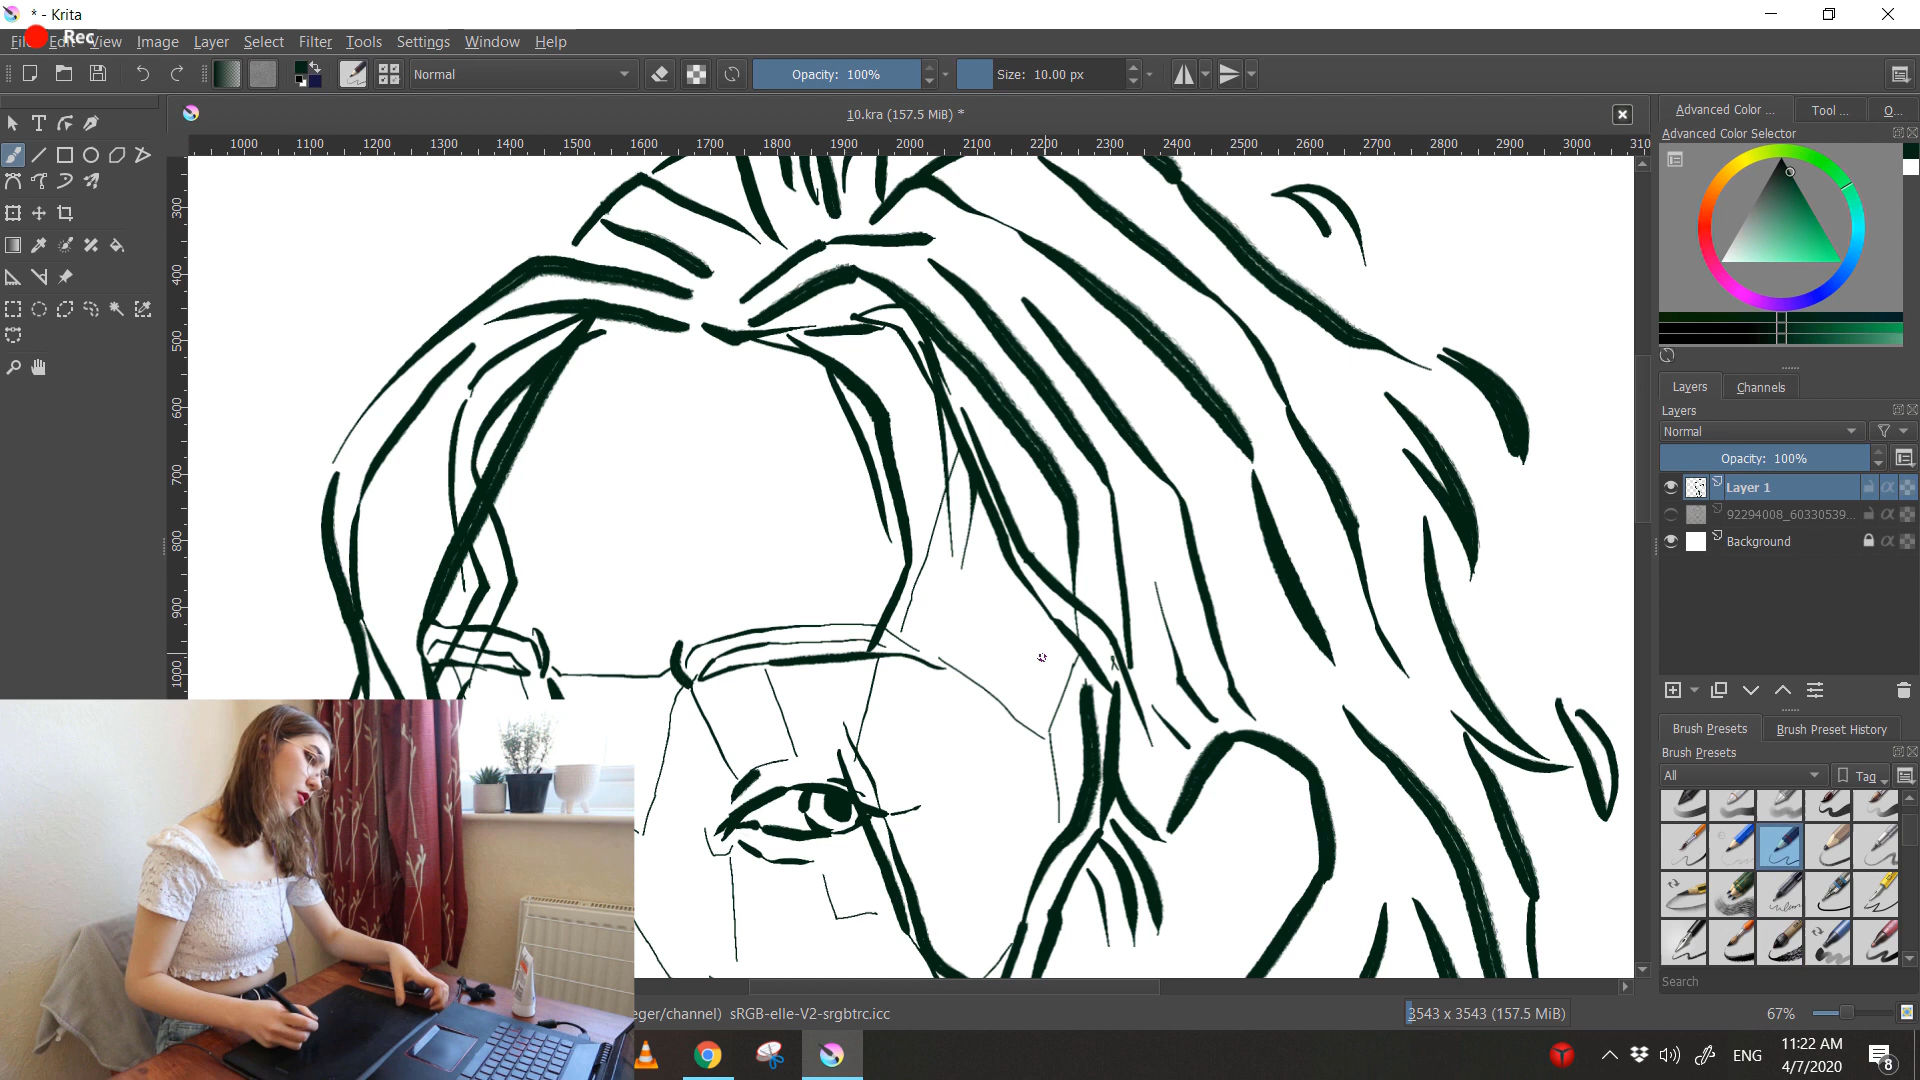 * - Krita
Rec
File Edit View Image Layer Select Filter Tools Settings Window Help
Normal
Opacity: 100%
Size: 10.00 px
10.kra (157.5 MiB) *
1000 1100 1200 1300 1400 1500 1600 1700 1800 1900 2000 2100 2200 2300 2400 2500 2600 2700 2800 2900 3000 310
300
400
500
600
700
800
900
1000
Advanced Color ... Tool ... O...
Advanced Color Selector
Layers Channels
Layers
Normal
Opacity: 100%
Layer 1
92294008_60330539...
Background
Brush Presets Brush Preset History
Brush Presets
All Tag
Search
eger/channel) sRGB-elle-V2-srgbtrc.icc
3543 x 3543 (157.5 MiB)
67%
ENG
11:22 AM
4/7/2020
8